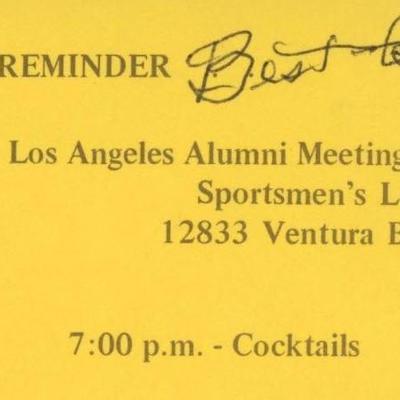 REMINDER Best
Los Angeles Alumni Meeting
Sportsmen's L
12833 Ventura B
7:00 p.m. - Cocktails